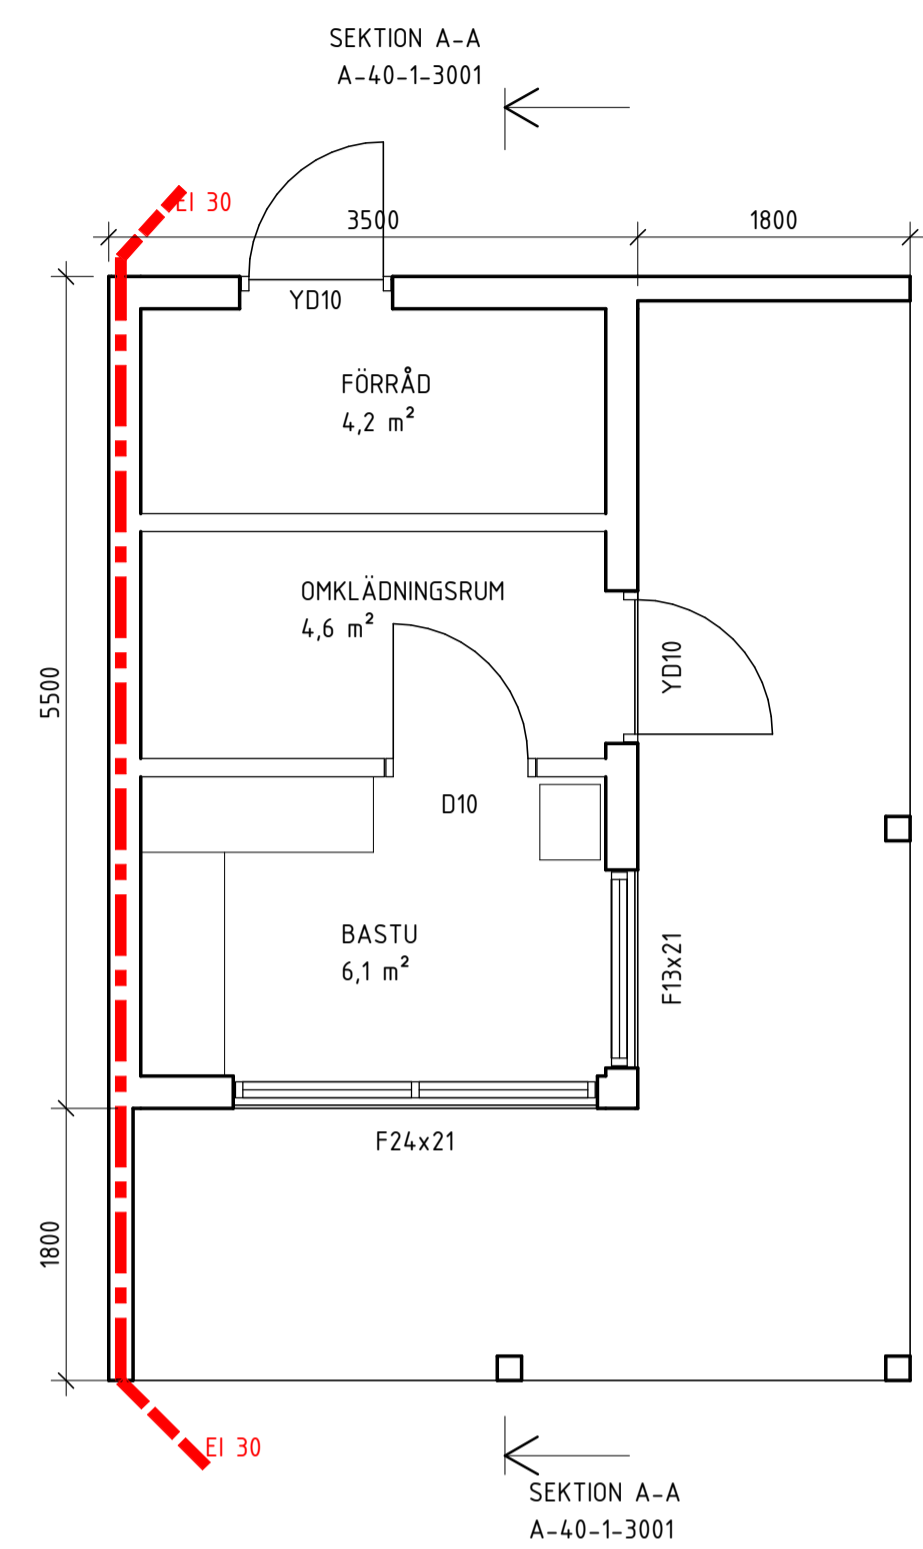 SEKTION A-A
A-40-1-3001
EI 30
3500
1800
YD10
FÖRRÅD
4,2 m²
OMKLÄDNINGSRUM
4,6 m²
YD10
5500
D10
BASTU
6,1 m²
F13x21
F24x21
1800
EI 30
SEKTION A-A
A-40-1-3001